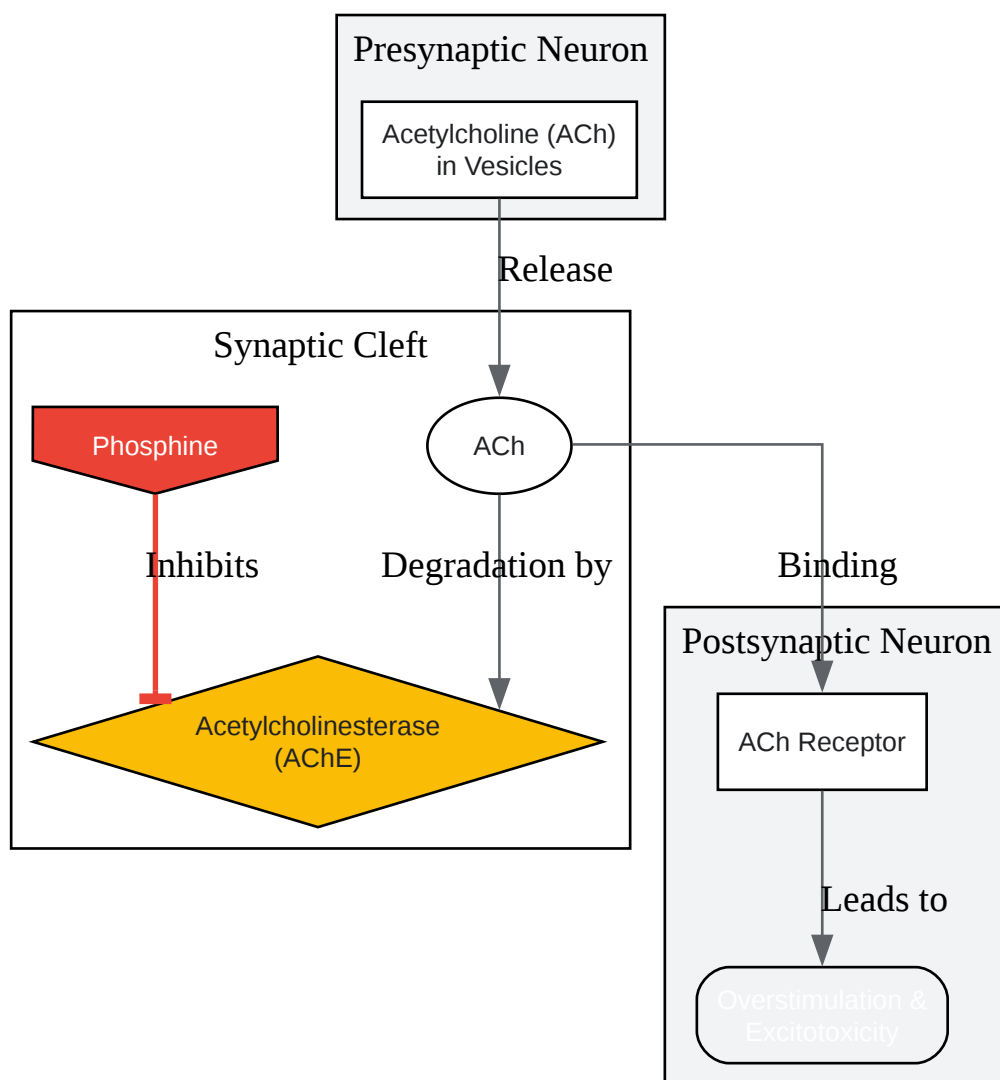 Presynaptic Neuron
Acetylcholine (ACh)
in Vesicles
Release
Synaptic Cleft
Phosphine
ACh
Inhibits
Degradation by
Binding
Postsynaptic Neuron
Acetylcholinesterase
(AChE)
ACh Receptor
Leads to
Overstimulation &
Excitotoxicity